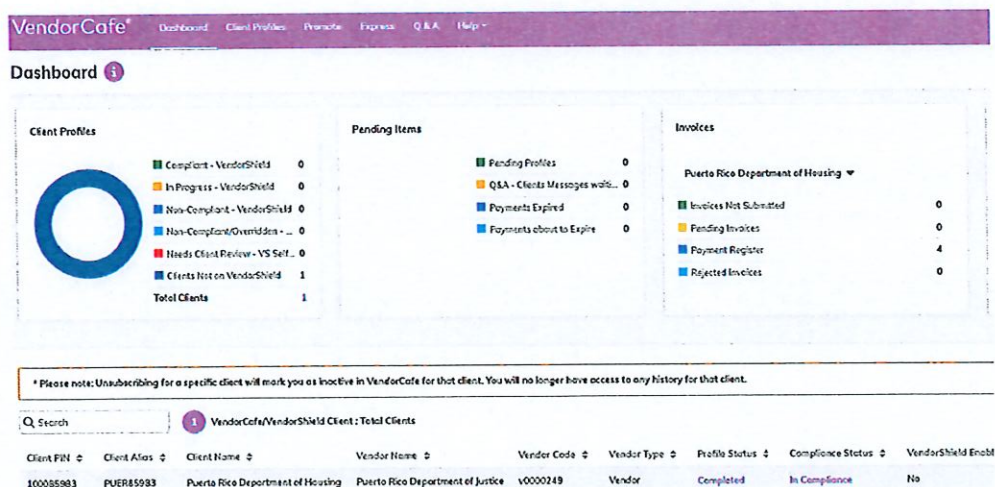 VendorCafe® Dashboard Client Profiles Promote Express Q & A Help
Dashboard i
Client Profiles
Compliant - VendorShield 0
In Progress - VendorShield 0
Non-Compliant - VendorShield 0
Non-Compliant/Overridden - ... 0
Needs Client Review - VS Self... 0
Clients Not on VendorShield 1
Total Clients 1
Pending Items
Pending Profiles 0
Q&A - Clients Messages waiti... 0
Payments Expired 0
Payments about to Expire 0
Invoices
Puerto Rico Department of Housing
Invoices Not Submitted 0
Pending Invoices 0
Payment Register 4
Rejected Invoices 0
* Please note: Unsubscribing for a specific client will mark you as inactive in VendorCafe for that client. You will no longer have access to any history for that client.
Search 1 VendorCafe/VendorShield Client : Total Clients
Client PIN Client Alias Client Name Vendor Name Vendor Code Vendor Type Profile Status Compliance Status VendorShield Enabl
100085983 PUER85983 Puerto Rico Department of Housing Puerto Rico Department of Justice v0000249 Vendor Completed In Compliance No